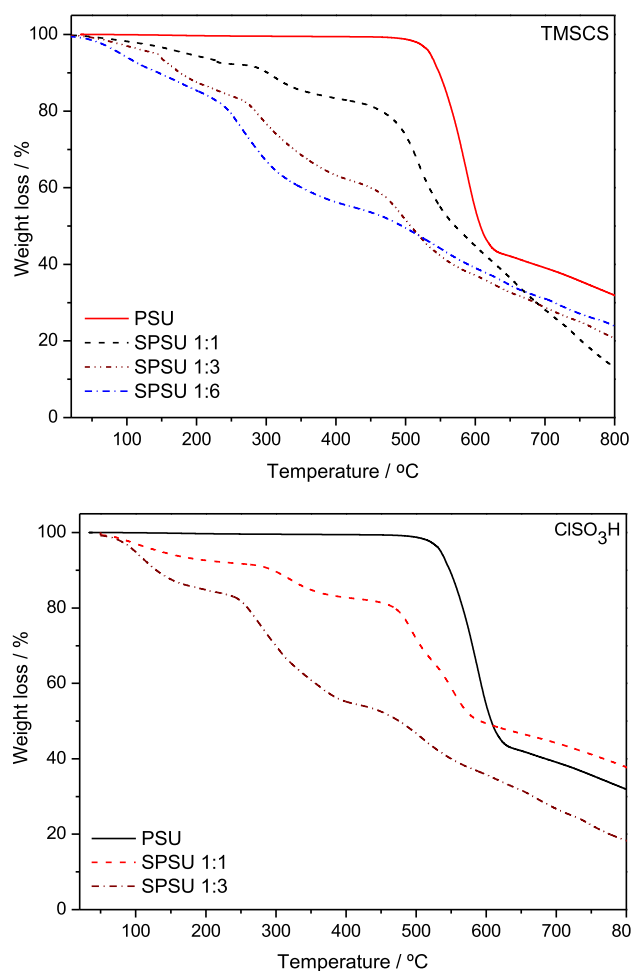 TMSCS
100
80
60
40
20
0
Weight loss / %
PSU
SPSU 1:1
SPSU 1:3
SPSU 1:6
100 200 300 400 500 600 700 800
Temperature / ºC
ClSO3H
100
80
60
40
20
0
Weight loss / %
PSU
SPSU 1:1
SPSU 1:3
100 200 300 400 500 600 700 80
Temperature / ºC